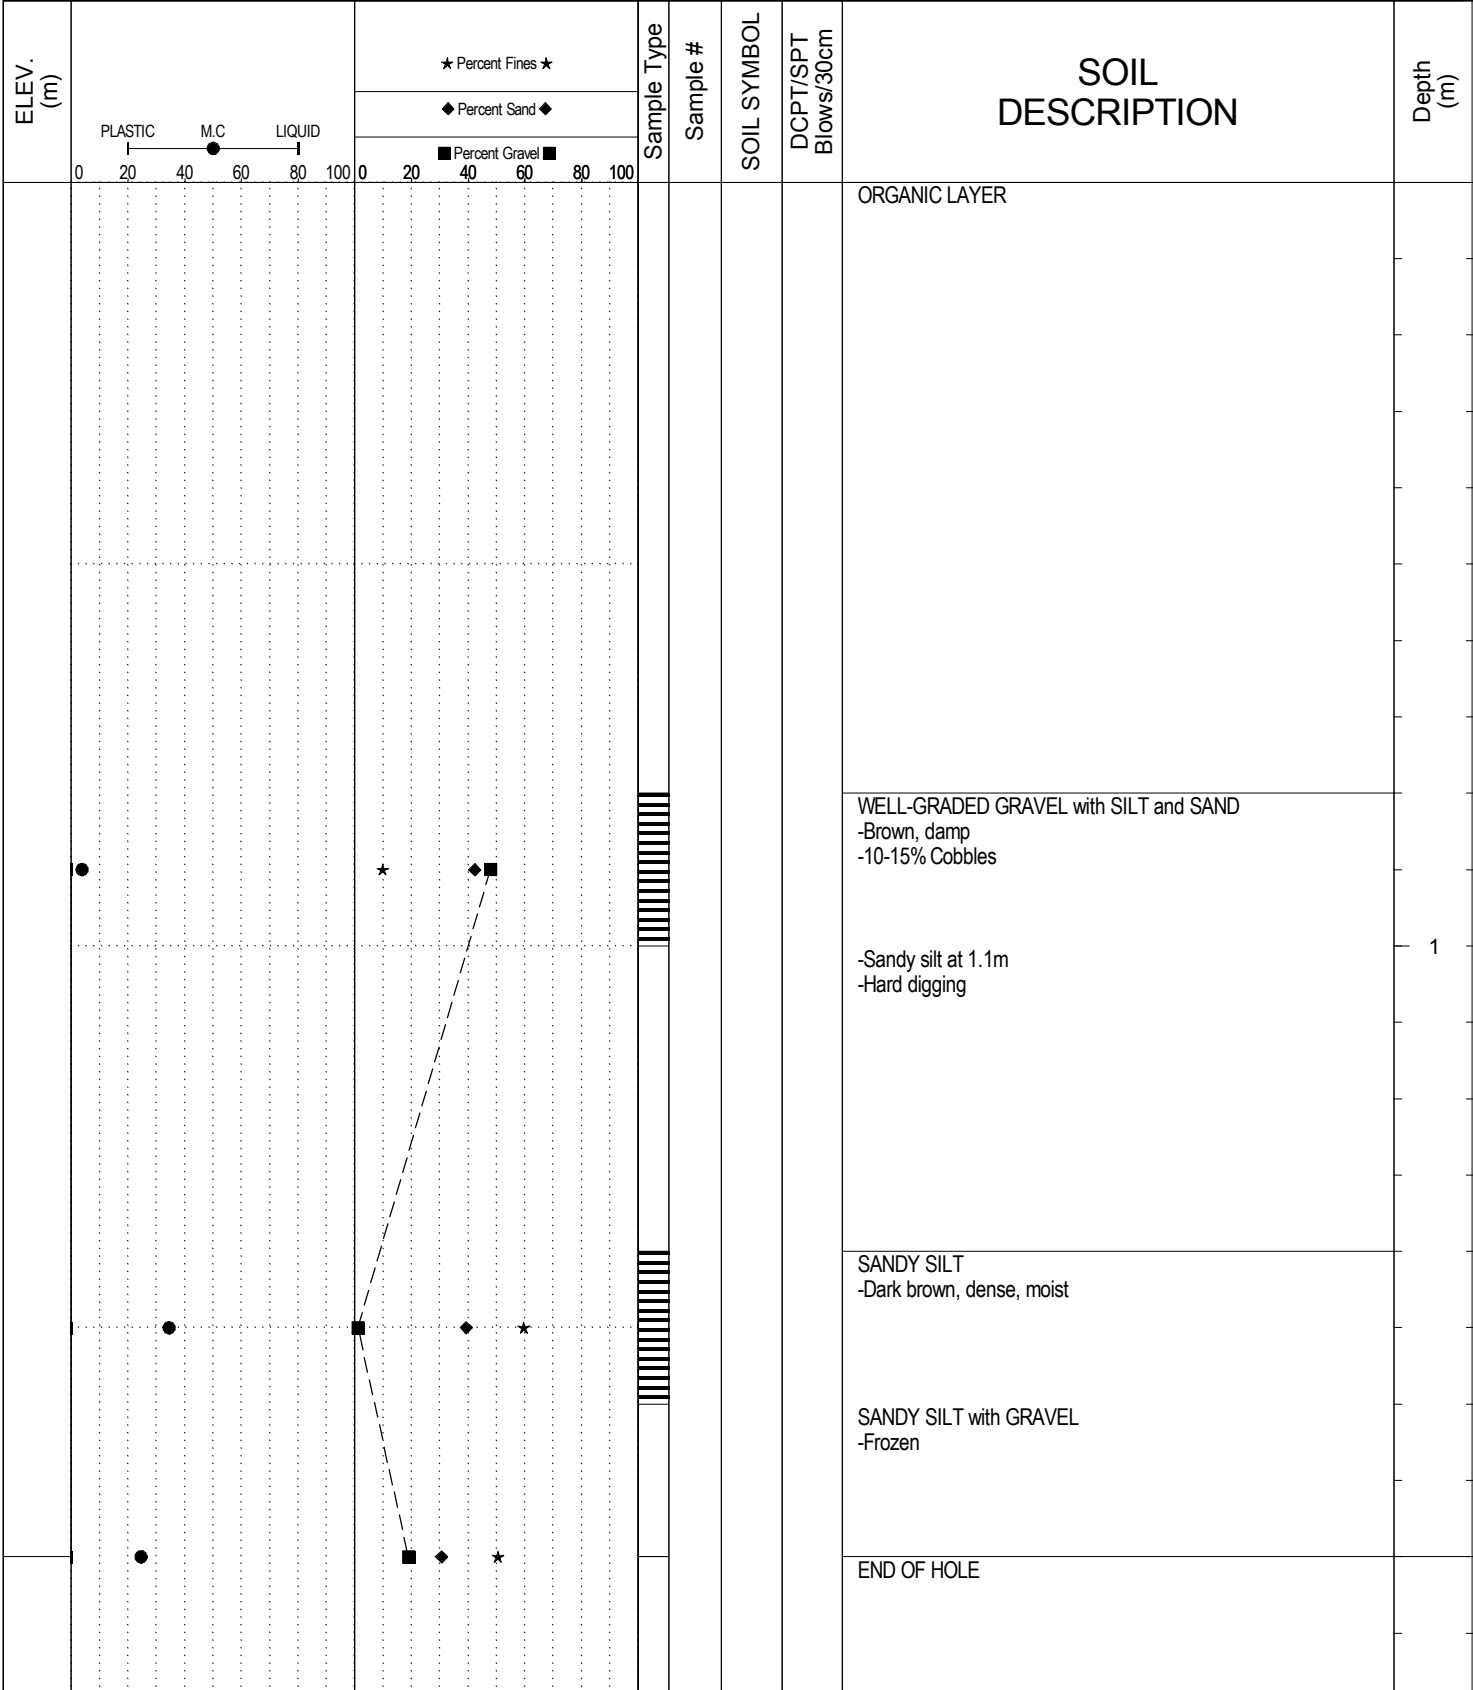 ELEV.
(m)
PLASTIC M.C LIQUID
0 20 40 60 80 100
★ Percent Fines ★
◆ Percent Sand ◆
■ Percent Gravel ■
0 20 40 60 80 100
Sample Type
Sample #
SOIL SYMBOL
DCPT/SPT
Blows/30cm
SOIL
DESCRIPTION
Depth
(m)
ORGANIC LAYER
WELL-GRADED GRAVEL with SILT and SAND
-Brown, damp
-10-15% Cobbles
1
-Sandy silt at 1.1m
-Hard digging
SANDY SILT
-Dark brown, dense, moist
SANDY SILT with GRAVEL
-Frozen
END OF HOLE